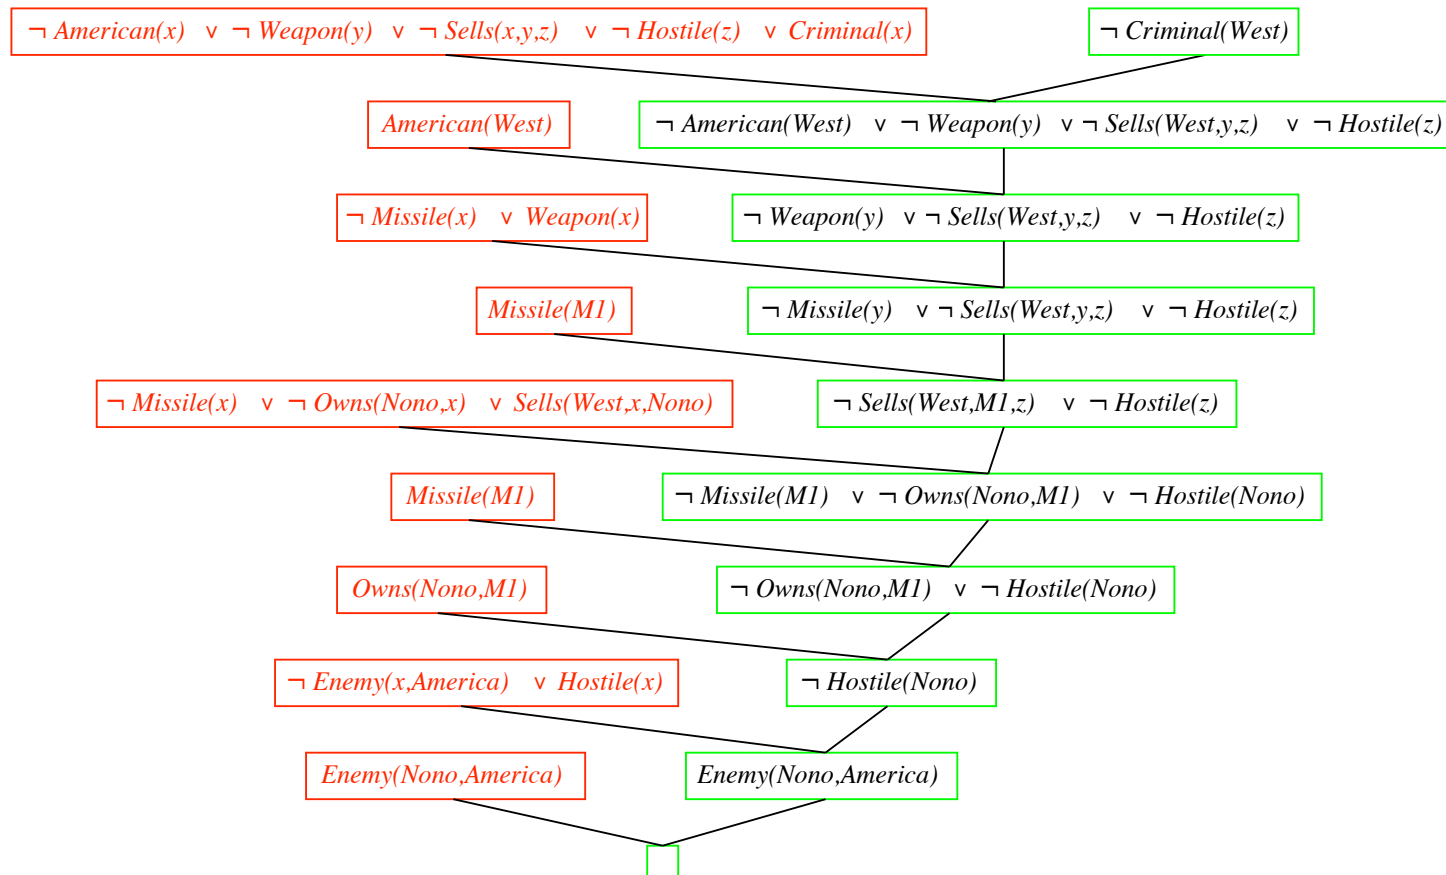 ¬ American(x) ∨ ¬ Weapon(y) ∨ ¬ Sells(x,y,z) ∨ ¬ Hostile(z) ∨ Criminal(x)
¬ Criminal(West)
American(West)
¬ American(West) ∨ ¬ Weapon(y) ∨ ¬ Sells(West,y,z) ∨ ¬ Hostile(z)
¬ Missile(x) ∨ Weapon(x)
¬ Weapon(y) ∨ ¬ Sells(West,y,z) ∨ ¬ Hostile(z)
Missile(M1)
¬ Missile(y) ∨ ¬ Sells(West,y,z) ∨ ¬ Hostile(z)
¬ Missile(x) ∨ ¬ Owns(Nono,x) ∨ Sells(West,x,Nono)
¬ Sells(West,M1,z) ∨ ¬ Hostile(z)
Missile(M1)
¬ Missile(M1) ∨ ¬ Owns(Nono,M1) ∨ ¬ Hostile(Nono)
Owns(Nono,M1)
¬ Owns(Nono,M1) ∨ ¬ Hostile(Nono)
¬ Enemy(x,America) ∨ Hostile(x)
¬ Hostile(Nono)
Enemy(Nono,America)
Enemy(Nono,America)